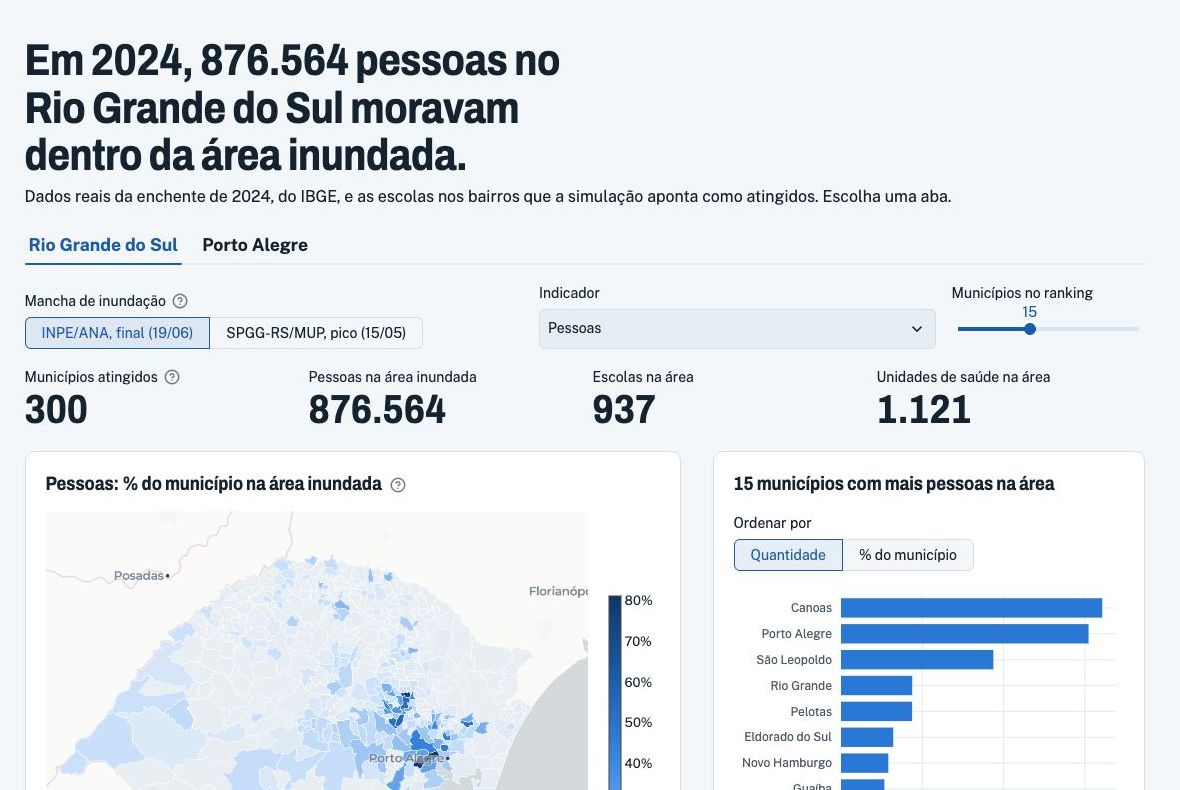 Em 2024, 876.564 pessoas no
Rio Grande do Sul moravam
dentro da área inundada.
Dados reais da enchente de 2024, do IBGE, e as escolas nos bairros que a simulação aponta como atingidos. Escolha uma aba.
Rio Grande do Sul
Porto Alegre
Mancha de inundação ?
INPE/ANA, final (19/06)
SPGG-RS/MUP, pico (15/05)
Indicador
Pessoas
Municípios no ranking
15
Municípios atingidos ?
300
Pessoas na área inundada
876.564
Escolas na área
937
Unidades de saúde na área
1.121
Pessoas: % do município na área inundada ?
Posadas
Porto Alegre
80%
70%
60%
50%
40%
15 municípios com mais pessoas na área
Ordenar por
Quantidade
% do município
Canoas
Porto Alegre
São Leopoldo
Rio Grande
Pelotas
Eldorado do Sul
Novo Hamburgo
Guaíba